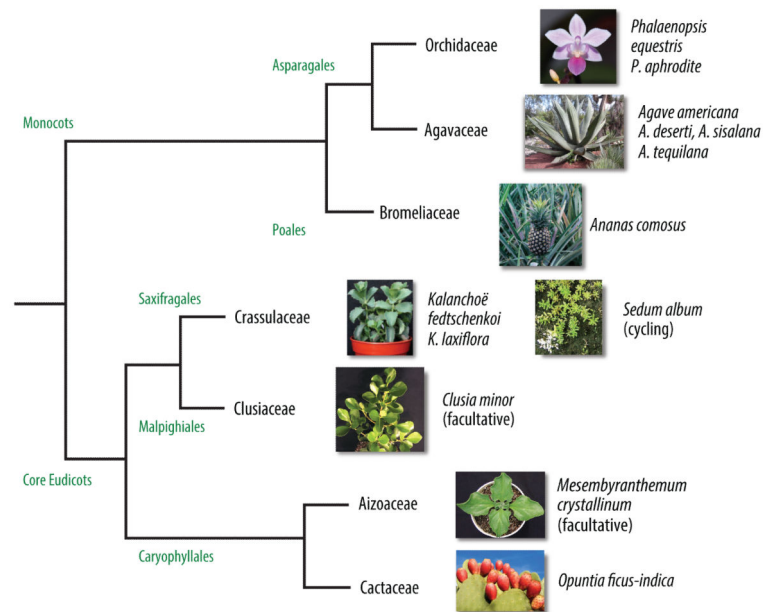 Orchidaceae
Phalaenopsis
equestris
P. aphrodite
Asparagales
Monocots
Agavaceae
Agave americana
A. deserti, A. sisalana
A. tequilana
Bromeliaceae
Poales
Ananas comosus
Saxifragales
Crassulaceae
Kalanchoë
fedtschenkoi
K. laxiflora
Sedum album
(cycling)
Clusiaceae
Clusia minor
(facultative)
Malpighiales
Core Eudicots
Aizoaceae
Mesembryanthemum
crystallinum
(facultative)
Caryophyllales
Cactaceae
Opuntia ficus-indica